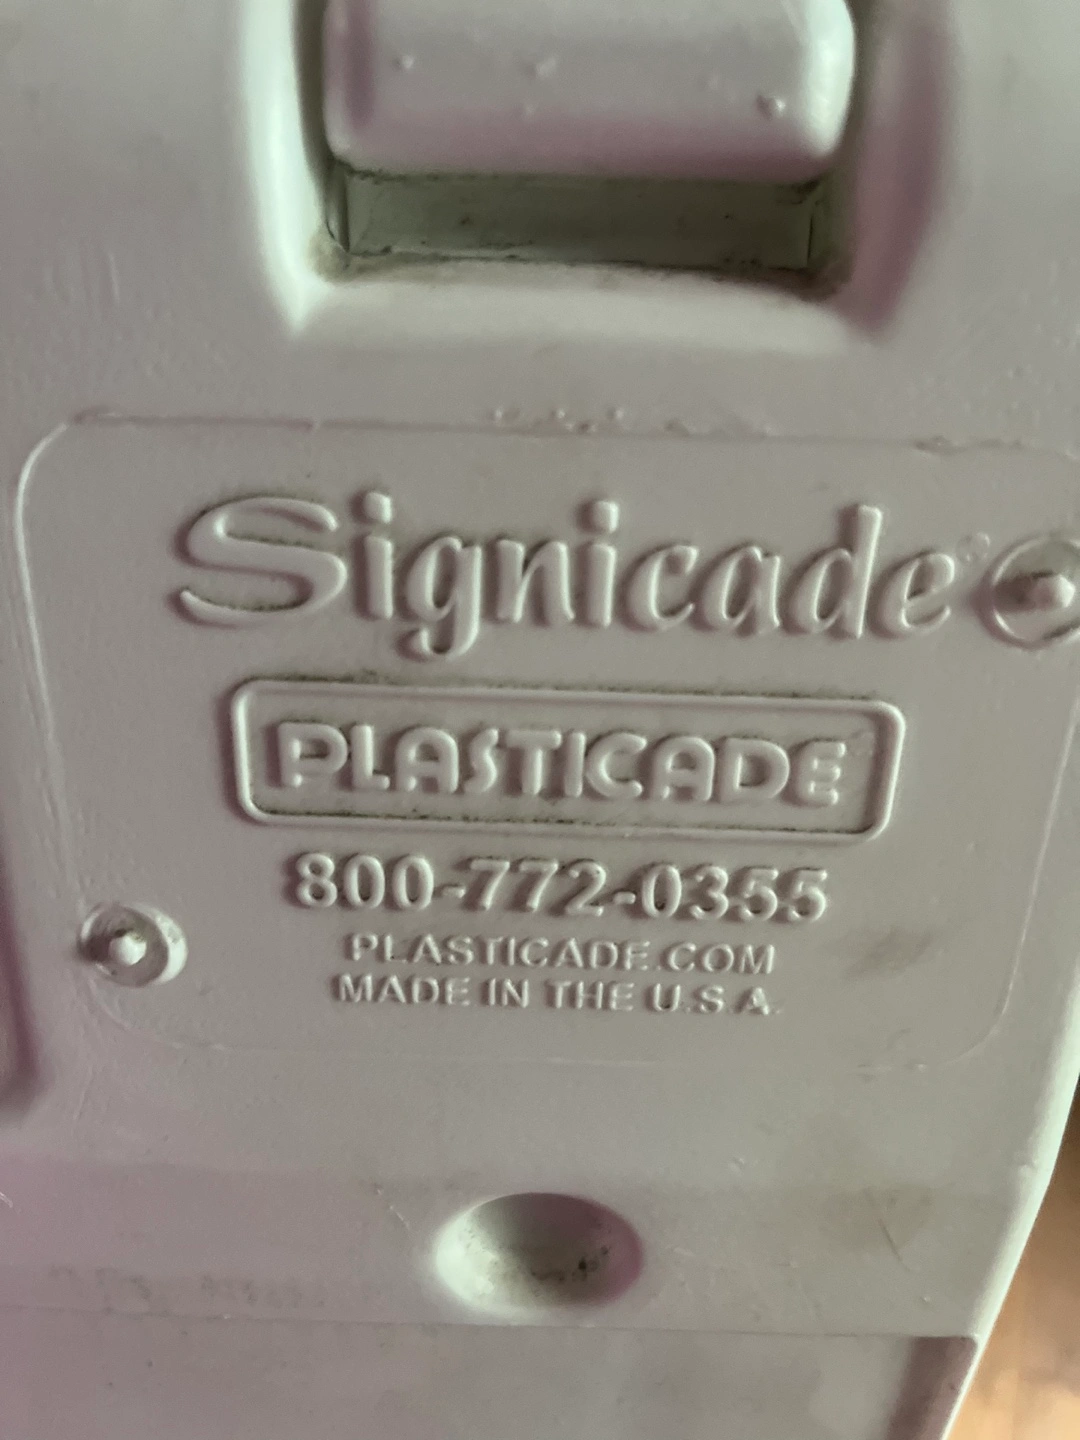 Signicade®
PLASTICADE
800-772-0355
PLASTICADE.COM
MADE IN THE U.S.A.